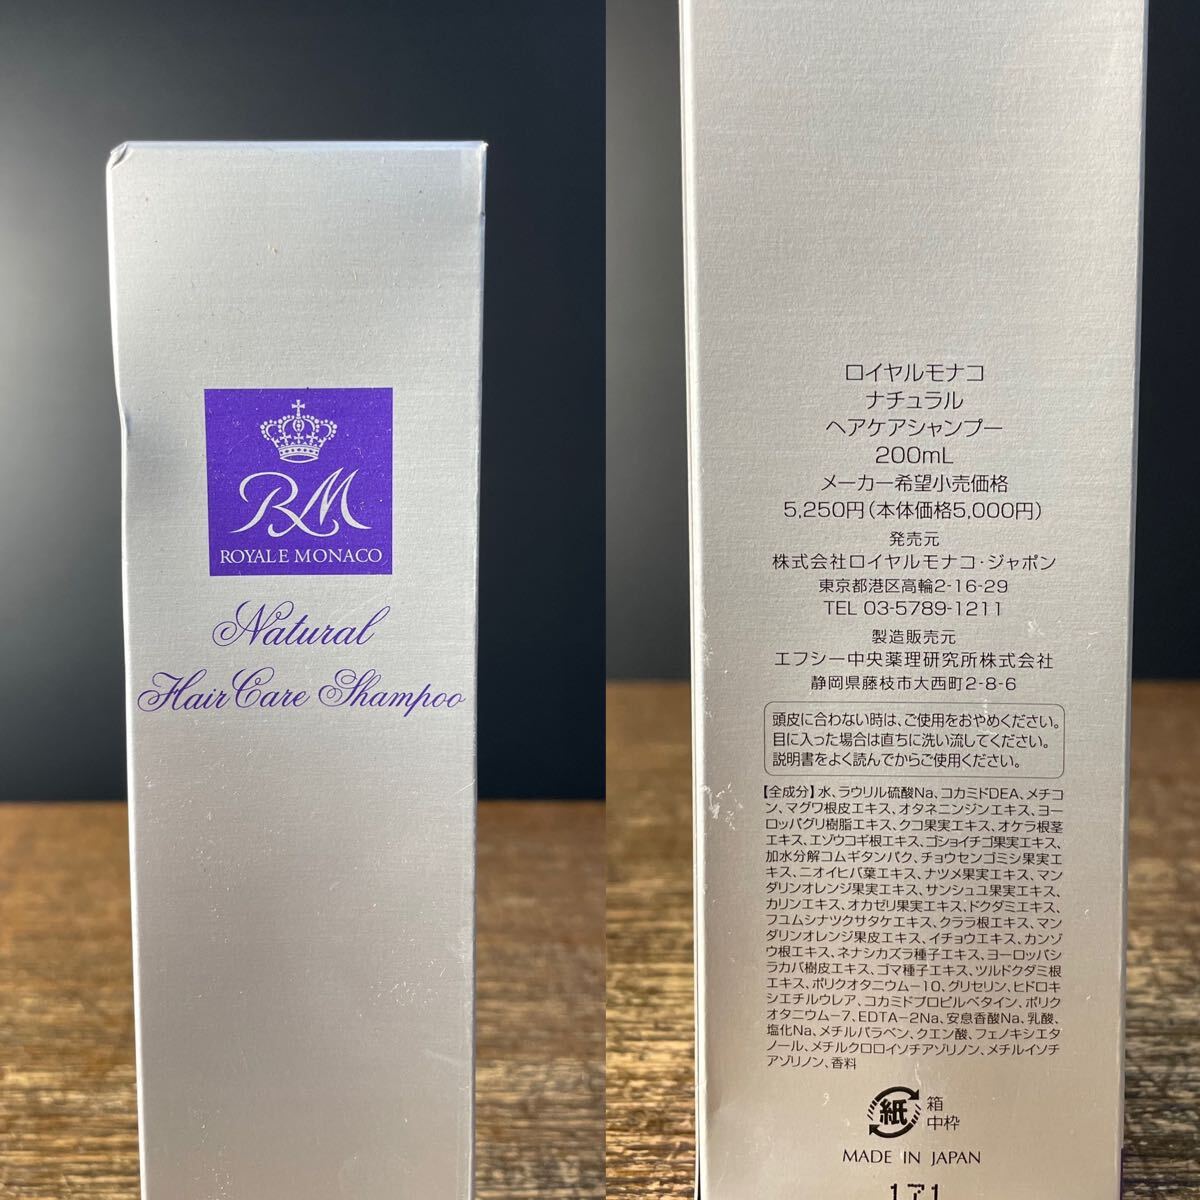 RM
ROYALE MONACO
Natural
Hair Care Shampoo
ロイヤルモナコ
ナチュラル
ヘアケアシャンプー
200mL
メーカー希望小売価格
5,250円(本体価格5,000円)
発売元
株式会社ロイヤルモナコ・ジャポン
東京都港区高輪2-16-29
TEL 03-5789-1211
製造販売元
エフシー中央薬理研究所株式会社
静岡県藤枝市大西町2-8-6
頭皮に合わない時は、ご使用をおやめください。
目に入った場合は直ちに洗い流してください。
説明書をよく読んでからご使用ください。
【全成分】水、ラウリル硫酸Na、コカミドDEA、メチコ
ン、マグワ根皮エキス、オタネニンジンエキス、ヨー
ロッパグリ樹脂エキス、クコ果実エキス、オケラ根茎
エキス、エゾウコギ根エキス、ゴショイチゴ果実エキス、
加水分解コムギタンパク、チョウセンゴミシ果実エ
キス、ニオイヒバ葉エキス、ナツメ果実エキス、マン
ダリンオレンジ果実エキス、サンシュユ果実エキス、
カリンエキス、オカゼリ果実エキス、ドクダミエキス、
フユムシナツクサタケエキス、クララ根エキス、マン
ダリンオレンジ果皮エキス、イチョウエキス、カンゾ
ウ根エキス、ネナシカズラ種子エキス、ヨーロッパシ
ラカバ樹皮エキス、ゴマ種子エキス、ツルドクダミ根
エキス、ポリクオタニウム-10、グリセリン、ヒドロキ
シエチルウレア、コカミドプロピルベタイン、ポリク
オタニウム-7、EDTA-2Na、安息香酸Na、乳酸、
塩化Na、メチルパラベン、クエン酸、フェノキシエタ
ノール、メチルクロロイソチアゾリノン、メチルイソチ
アゾリノン、香料
紙
箱
中枠
MADE IN JAPAN
171